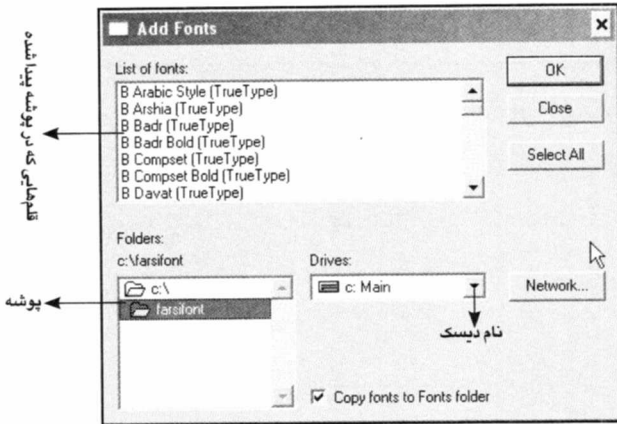 Add Fonts
List of fonts:
B Arabic Style (TrueType)
B Arshia (TrueType)
B Badr (TrueType)
B Badr Bold (TrueType)
B Compset (TrueType)
B Compset Bold (TrueType)
B Davat (TrueType)
OK
Close
Select All
قلم‌هایی که در پوشه پیدا شده
Folders:
c:\farsifont
c:\
farsifont
پوشه
Drives:
c: Main
نام دیسک
Network...
Copy fonts to Fonts folder